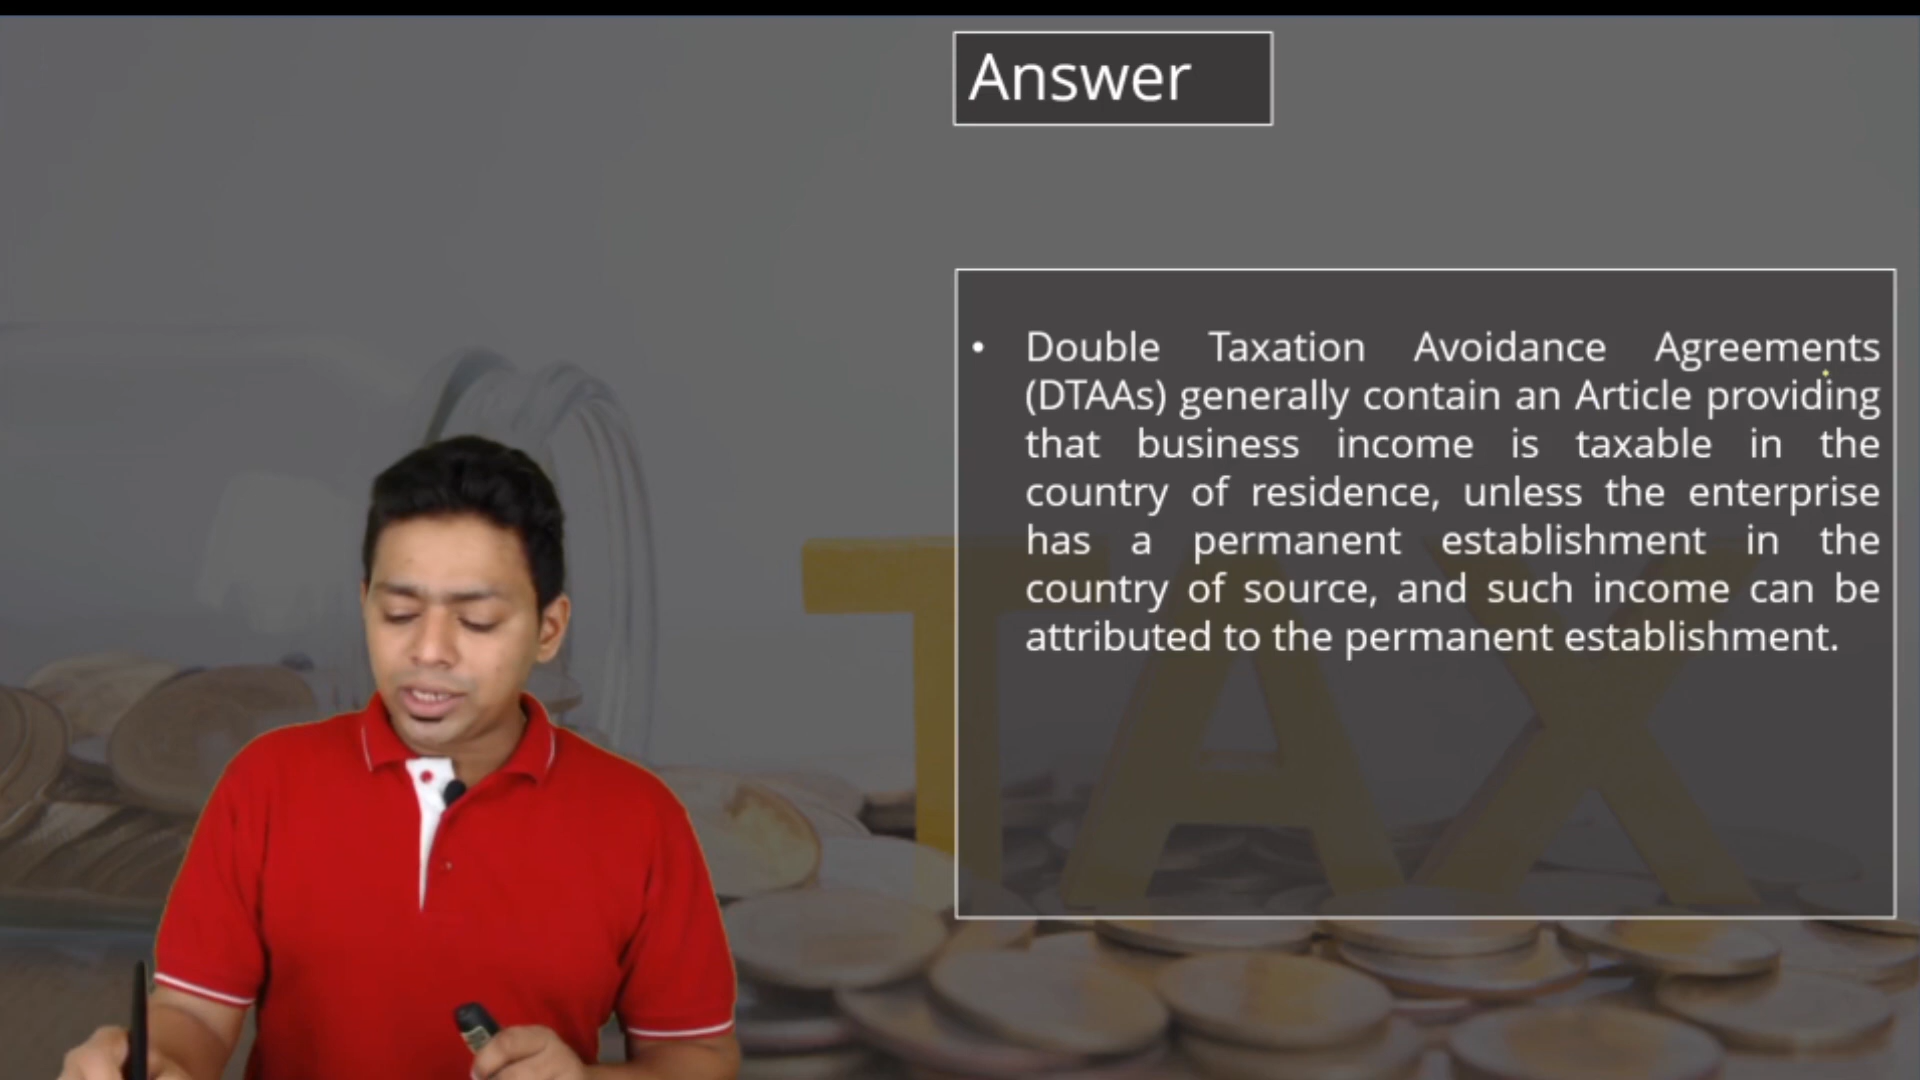 Answer
• Double Taxation Avoidance Agreements
(DTAAs) generally contain an Article providing
that business income is taxable in the
country of residence, unless the enterprise
has a permanent establishment in the
country of source, and such income can be
attributed to the permanent establishment.
TAX